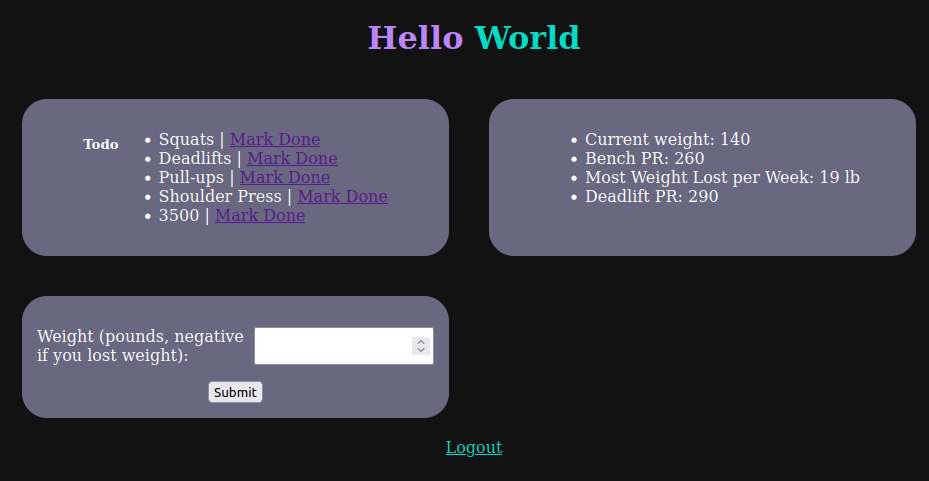 Hello World
Todo
• Squats | Mark Done
• Deadlifts | Mark Done
• Pull-ups | Mark Done
• Shoulder Press | Mark Done
• 3500 | Mark Done
• Current weight: 140
• Bench PR: 260
• Most Weight Lost per Week: 19 lb
• Deadlift PR: 290
Weight (pounds, negative
if you lost weight):
Submit
Logout